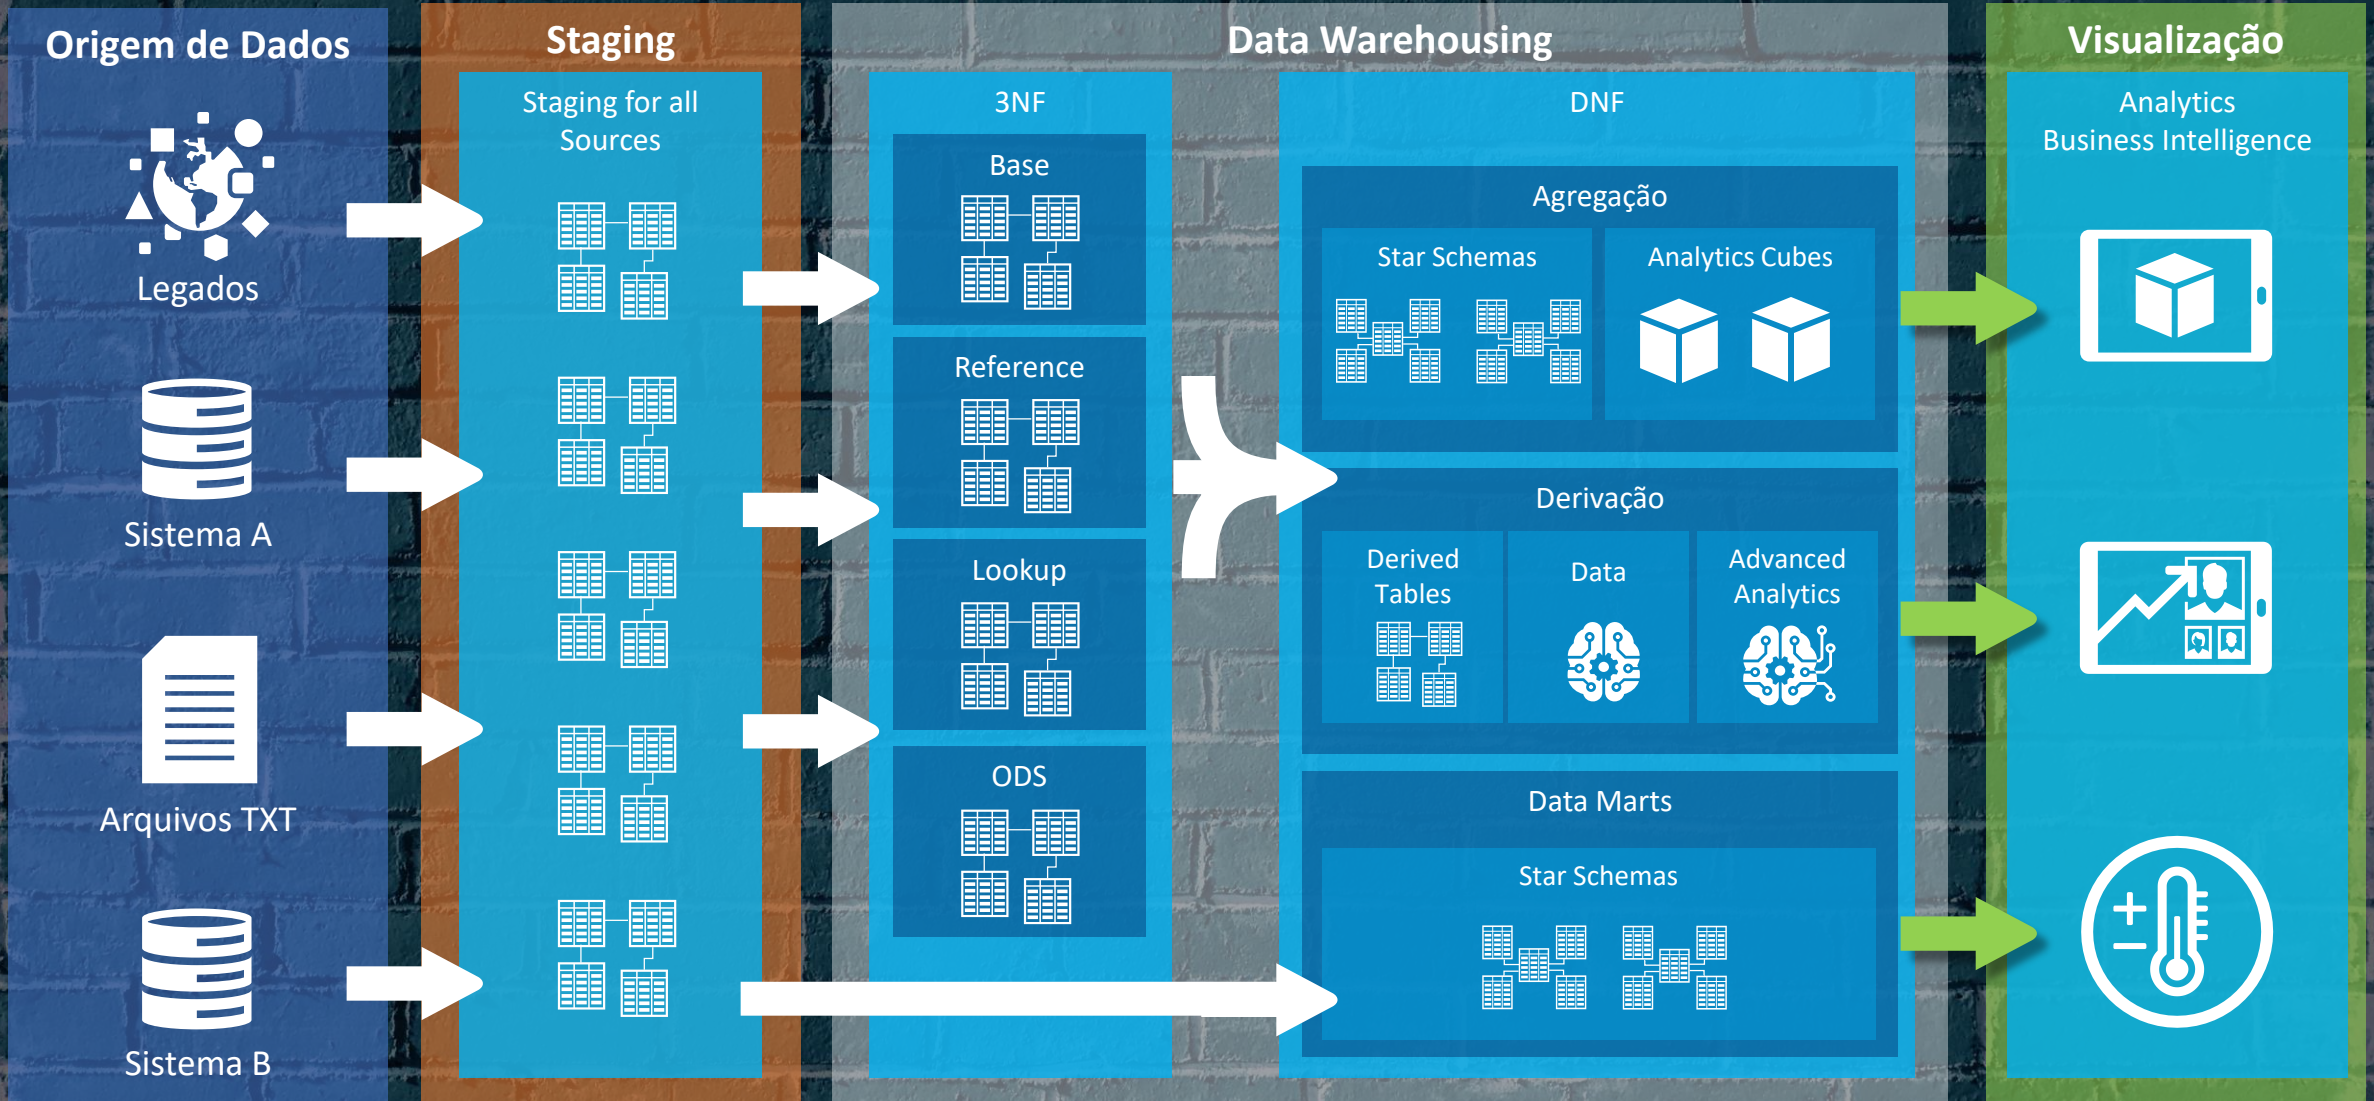 Origem de Dados
Legados
Sistema A
Arquivos TXT
Sistema B
Staging
Staging for all
Sources
Data Warehousing
3NF
Base
Reference
Lookup
ODS
DNF
Agregação
Star Schemas
Analytics Cubes
Derivação
Derived
Tables
Data
Advanced
Analytics
Data Marts
Star Schemas
Visualização
Analytics
Business Intelligence